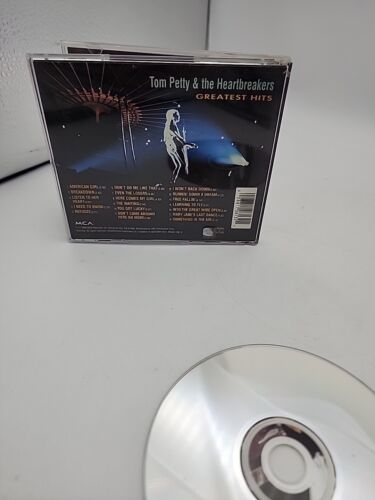 Tom Petty & the Heartbreakers
GREATEST HITS
AMERICAN GIRL
BREAKDOWN
LISTEN TO HER
HEART
I NEED TO KNOW
REFUGEE
DON'T DO ME LIKE THAT
EVEN THE LOSERS
HERE COMES MY GIRL
THE WAITING
YOU GOT LUCKY
DON'T COME AROUND
HERE NO MORE
I WON'T BACK DOWN
RUNNIN' DOWN A DREAM
FREE FALLIN'
LEARNING TO FLY
INTO THE GREAT WIDE OPEN
MARY JANE'S LAST DANCE
SOMETHING IN THE AIR
MCA